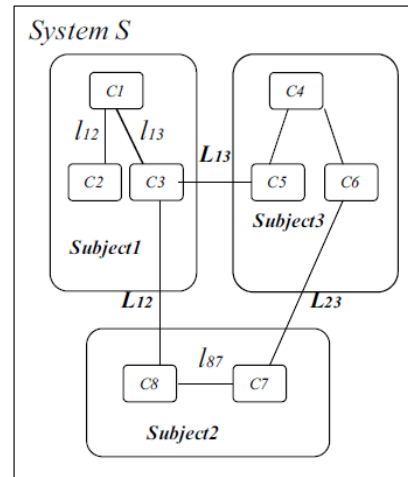 System S
C1
C4
l12
l13
L13
C2
C3
C5
C6
Subject1
Subject3
L12
L23
l87
C8
C7
Subject2